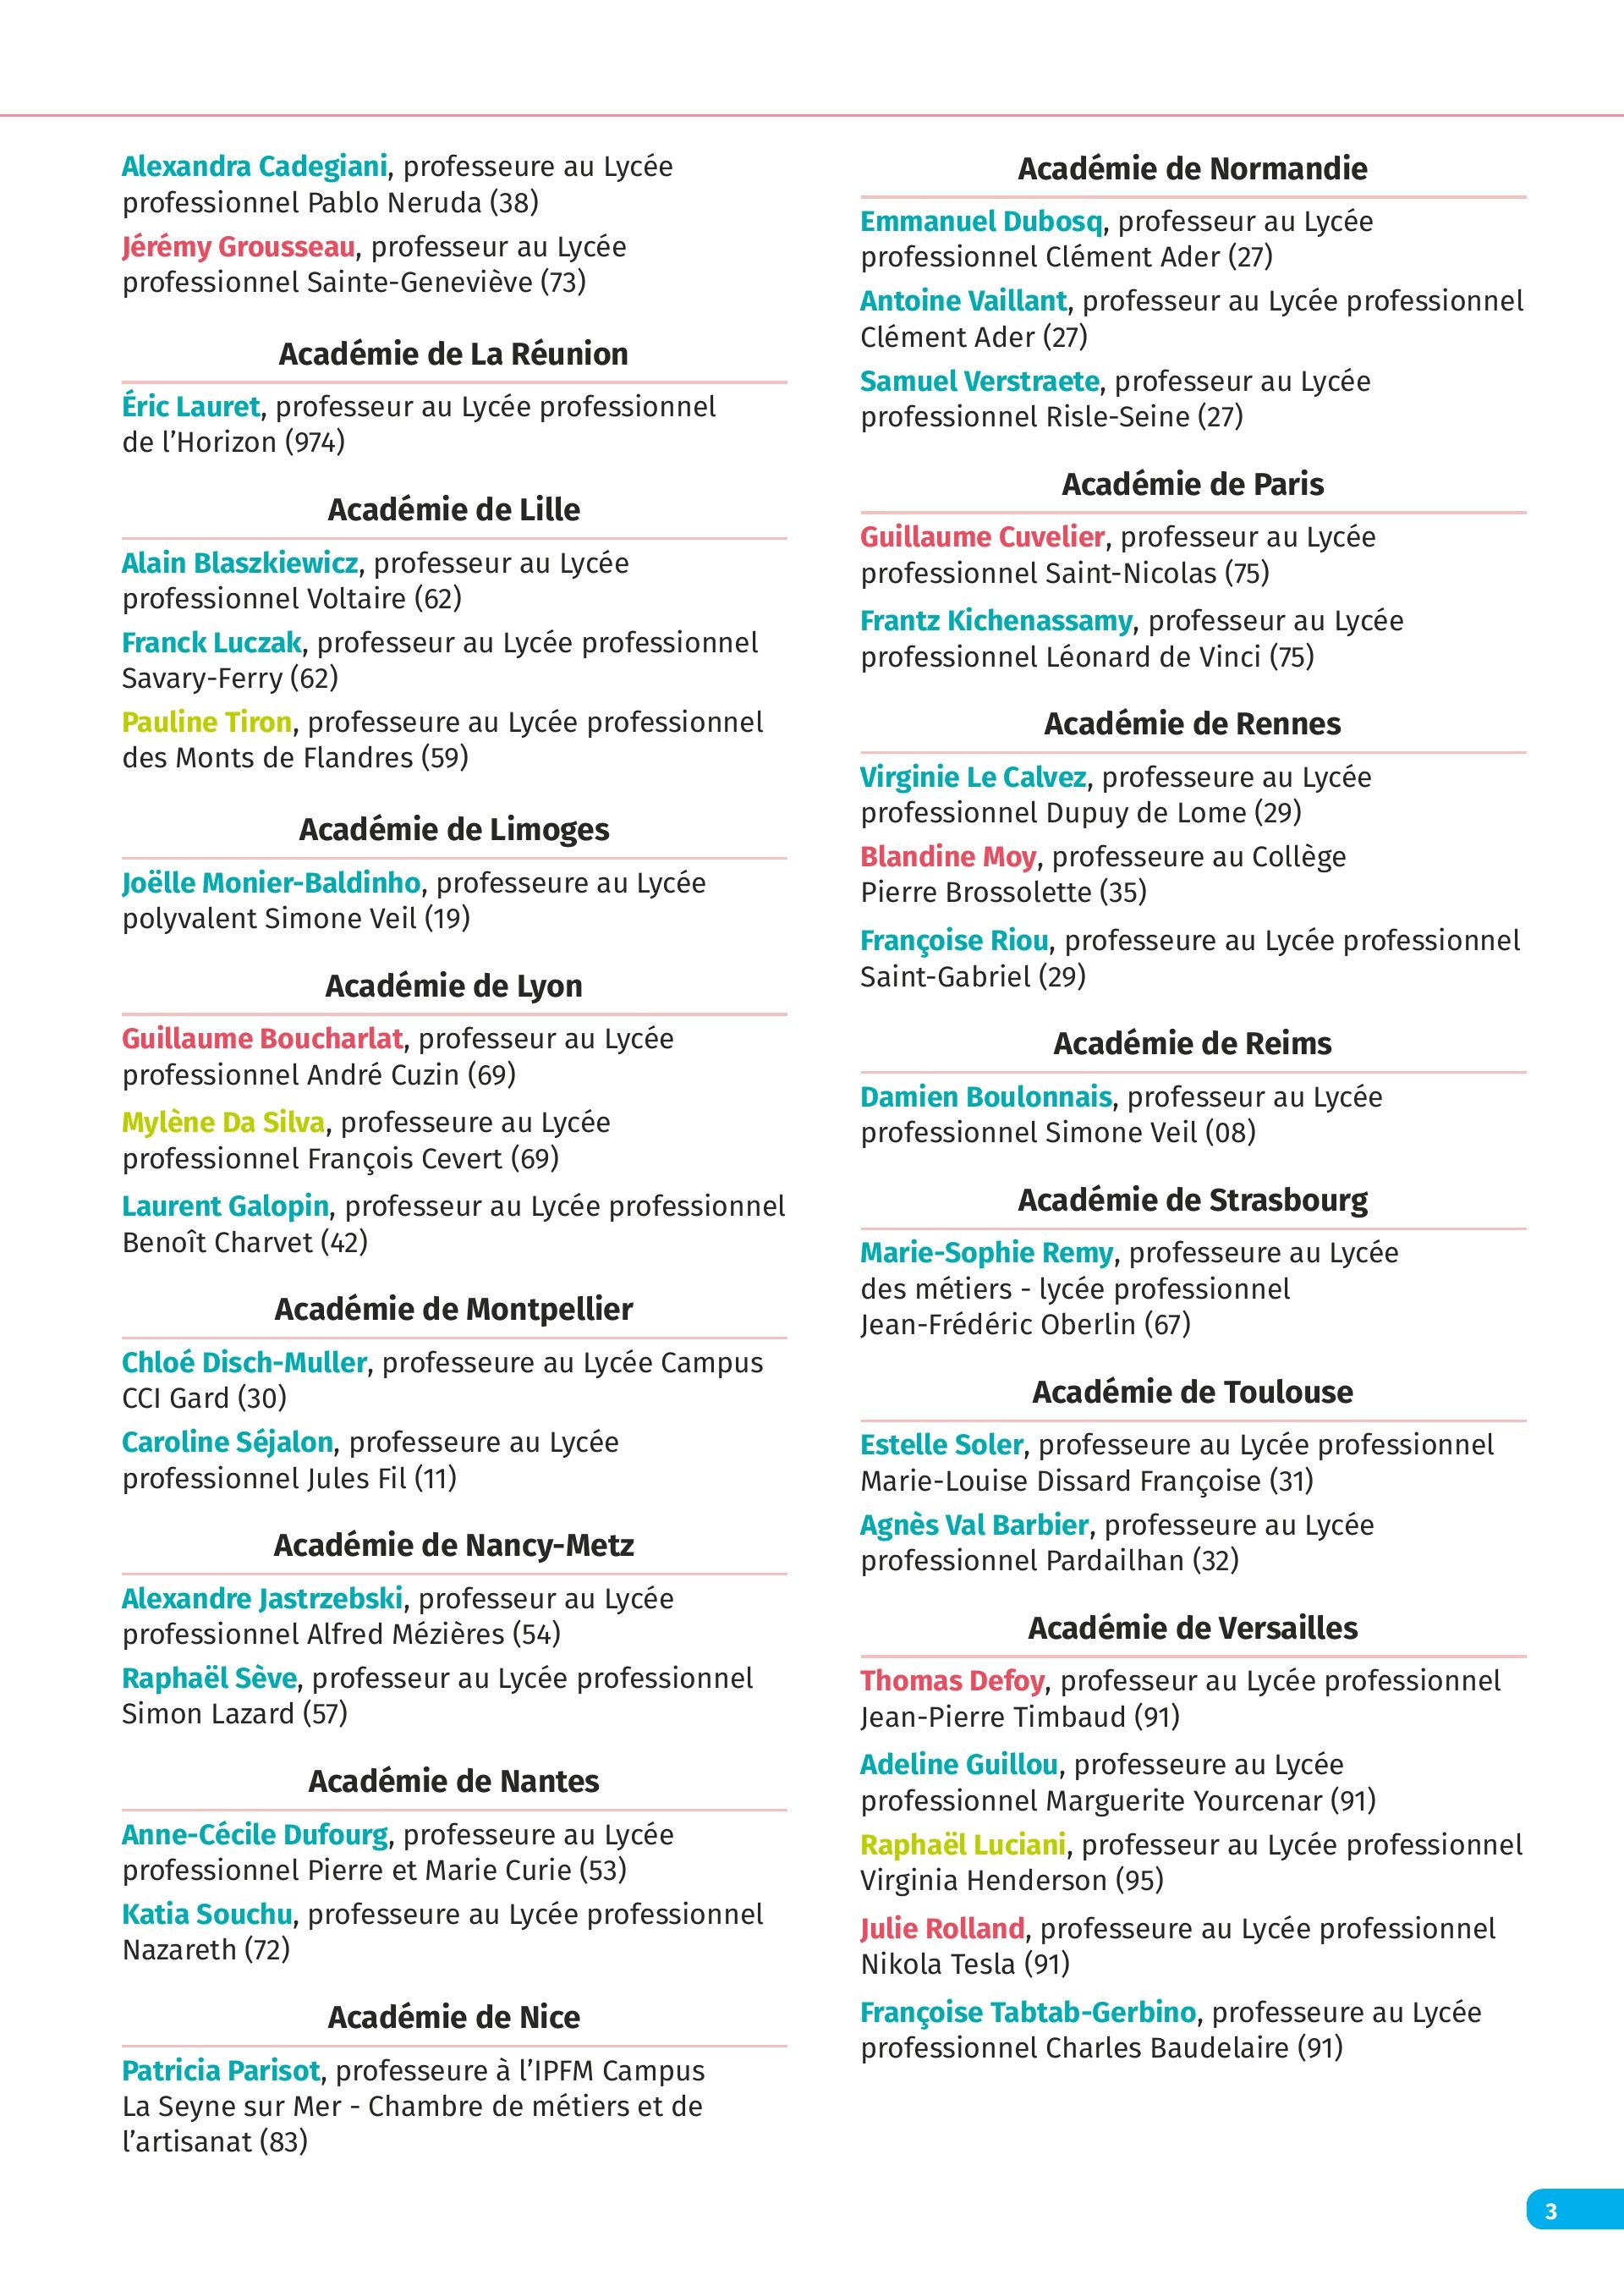 Alexandra Cadegiani, professeure au Lycée
professionnel Pablo Neruda (38)
Jérémy Grousseau, professeur au Lycée
professionnel Sainte-Geneviève (73)
Académie de La Réunion
Éric Lauret, professeur au Lycée professionnel
de l’Horizon (974)
Académie de Lille
Alain Blaszkiewicz, professeur au Lycée
professionnel Voltaire (62)
Franck Luczak, professeur au Lycée professionnel
Savary-Ferry (62)
Pauline Tiron, professeure au Lycée professionnel
des Monts de Flandres (59)
Académie de Limoges
Joëlle Monier-Baldinho, professeure au Lycée
polyvalent Simone Veil (19)
Académie de Lyon
Guillaume Boucharlat, professeur au Lycée
professionnel André Cuzin (69)
Mylène Da Silva, professeure au Lycée
professionnel François Cevert (69)
Laurent Galopin, professeur au Lycée professionnel
Benoît Charvet (42)
Académie de Montpellier
Chloé Disch-Muller, professeure au Lycée Campus
CCI Gard (30)
Caroline Séjalon, professeure au Lycée
professionnel Jules Fil (11)
Académie de Nancy-Metz
Alexandre Jastrzebski, professeur au Lycée
professionnel Alfred Mézières (54)
Raphaël Sève, professeur au Lycée professionnel
Simon Lazard (57)
Académie de Nantes
Anne-Cécile Dufourg, professeure au Lycée
professionnel Pierre et Marie Curie (53)
Katia Souchu, professeure au Lycée professionnel
Nazareth (72)
Académie de Nice
Patricia Parisot, professeure à l’IPFM Campus
La Seyne sur Mer - Chambre de métiers et de
l’artisanat (83)
Académie de Normandie
Emmanuel Dubosq, professeur au Lycée
professionnel Clément Ader (27)
Antoine Vaillant, professeur au Lycée professionnel
Clément Ader (27)
Samuel Verstraete, professeur au Lycée
professionnel Risle-Seine (27)
Académie de Paris
Guillaume Cuvelier, professeur au Lycée
professionnel Saint-Nicolas (75)
Frantz Kichenassamy, professeur au Lycée
professionnel Léonard de Vinci (75)
Académie de Rennes
Virginie Le Calvez, professeure au Lycée
professionnel Dupuy de Lome (29)
Blandine Moy, professeure au Collège
Pierre Brossolette (35)
Françoise Riou, professeure au Lycée professionnel
Saint-Gabriel (29)
Académie de Reims
Damien Boulonnais, professeur au Lycée
professionnel Simone Veil (08)
Académie de Strasbourg
Marie-Sophie Remy, professeure au Lycée
des métiers - lycée professionnel
Jean-Frédéric Oberlin (67)
Académie de Toulouse
Estelle Soler, professeure au Lycée professionnel
Marie-Louise Dissard Françoise (31)
Agnès Val Barbier, professeure au Lycée
professionnel Pardailhan (32)
Académie de Versailles
Thomas Defoy, professeur au Lycée professionnel
Jean-Pierre Timbaud (91)
Adeline Guillou, professeure au Lycée
professionnel Marguerite Yourcenar (91)
Raphaël Luciani, professeur au Lycée professionnel
Virginia Henderson (95)
Julie Rolland, professeure au Lycée professionnel
Nikola Tesla (91)
Françoise Tabtab-Gerbino, professeure au Lycée
professionnel Charles Baudelaire (91)
3